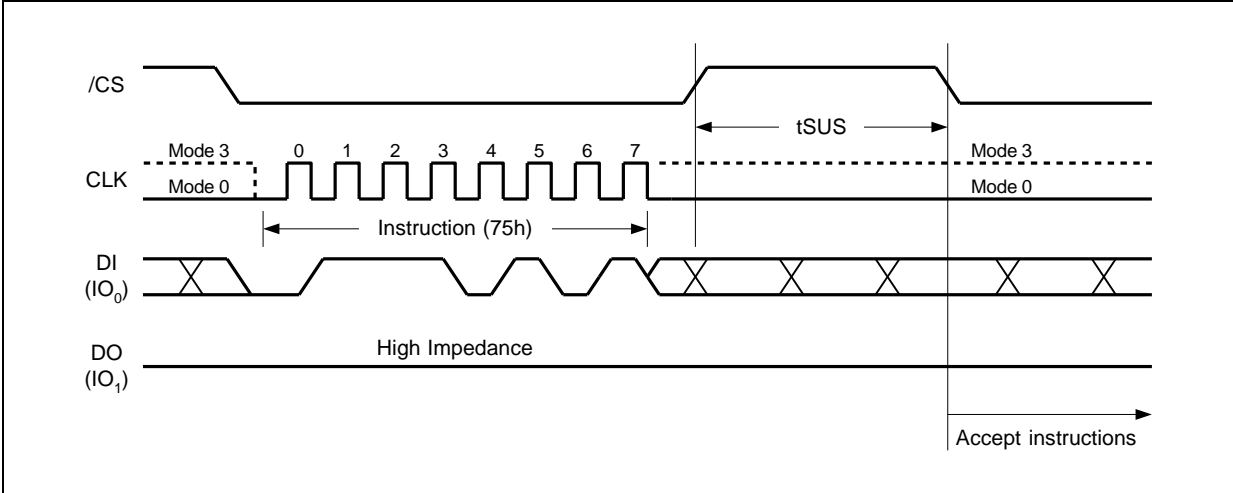 /CS
tSUS
Mode 3 0 1 2 3 4 5 6 7 Mode 3
CLK
Mode 0 Mode 0
Instruction (75h)
DI
(IO0)
High Impedance
DO
(IO1)
Accept instructions